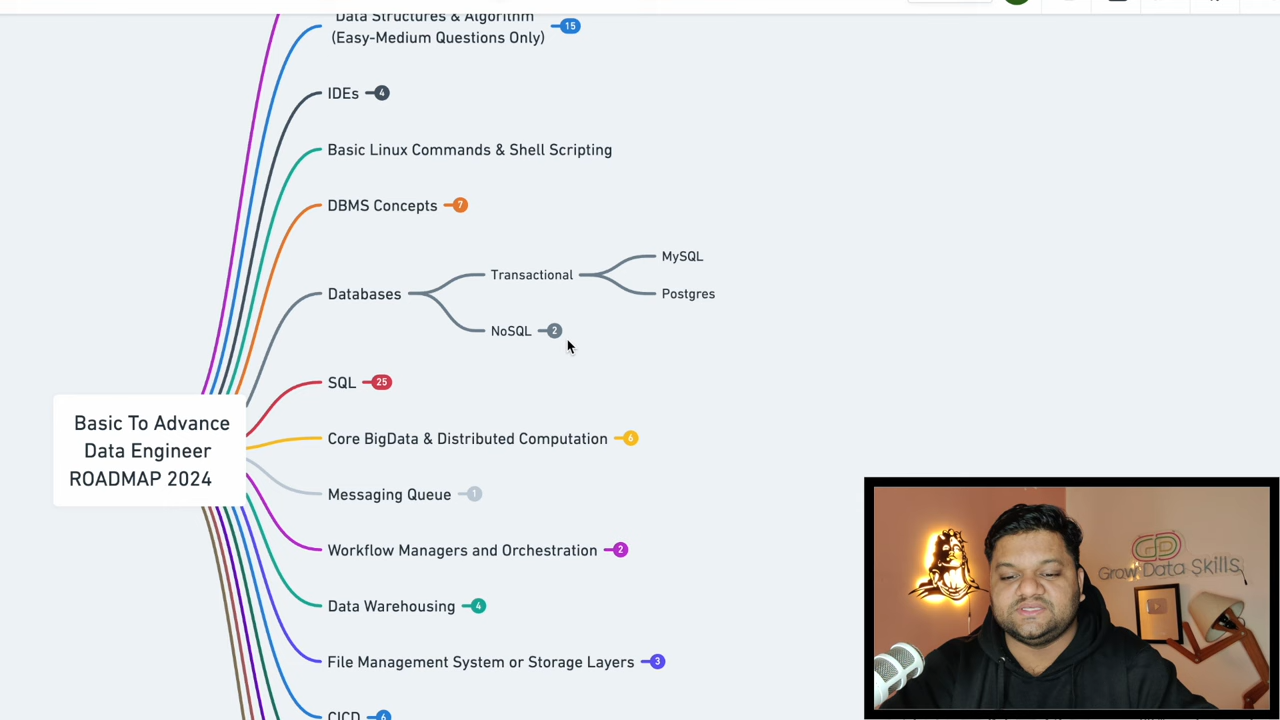 Data Structures & Algorithm
(Easy-Medium Questions Only)
15
IDEs
4
Basic Linux Commands & Shell Scripting
DBMS Concepts
7
MySQL
Transactional
Databases
Postgres
NoSQL
2
SQL
25
Basic To Advance
Data Engineer
ROADMAP 2024
Core BigData & Distributed Computation
6
Messaging Queue
1
Workflow Managers and Orchestration
2
Data Warehousing
4
File Management System or Storage Layers
3
CICD
6
GD
Grow Data Skills